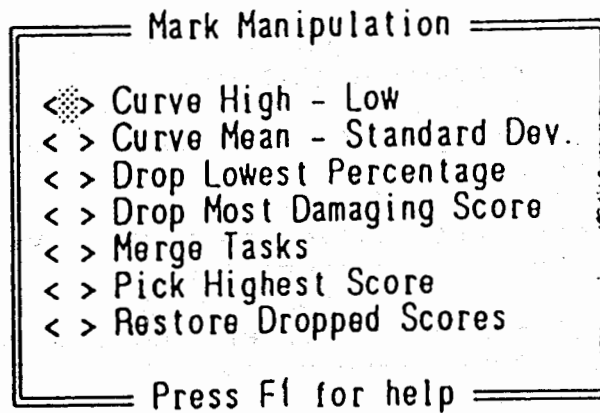 Mark Manipulation
< > Curve High - Low
< > Curve Mean - Standard Dev.
< > Drop Lowest Percentage
< > Drop Most Damaging Score
< > Merge Tasks
< > Pick Highest Score
< > Restore Dropped Scores
Press F1 for help